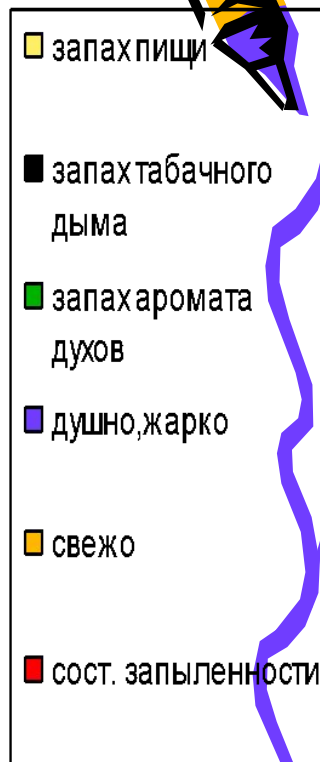 запах пищи
запах табачного
дыма
запах аромата
духов
душно,жарко
свежо
сост. запыленности